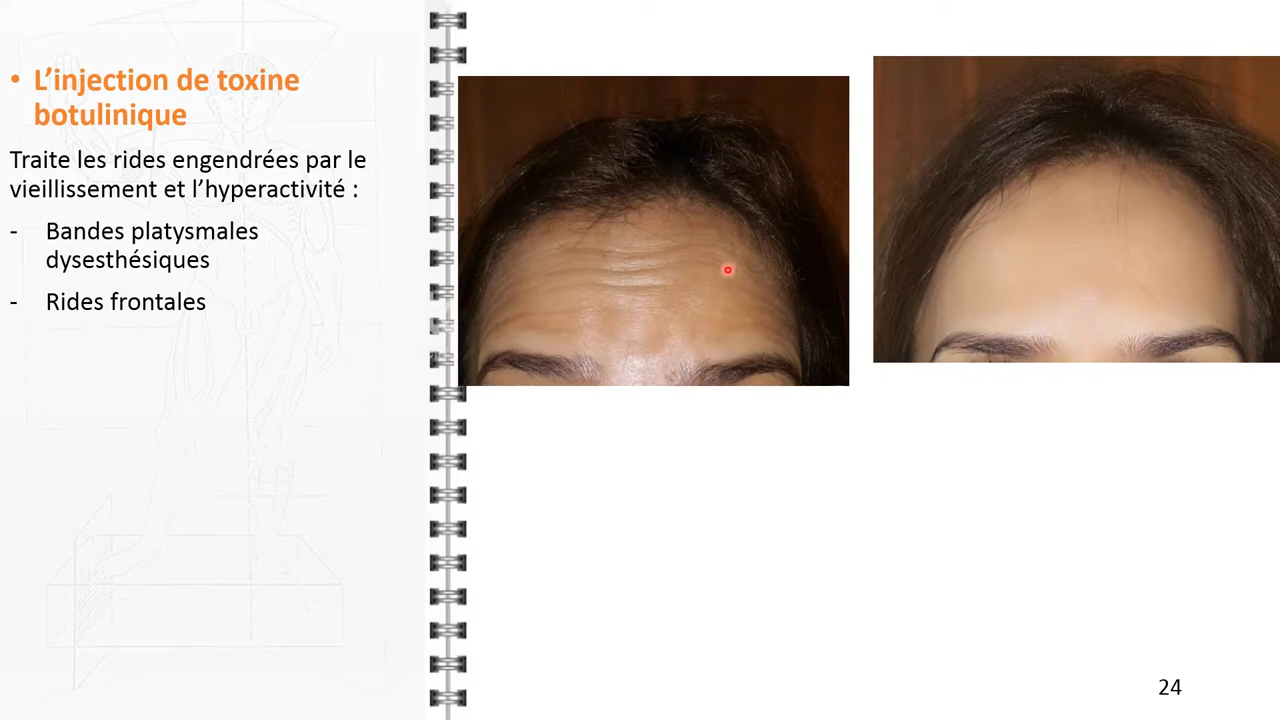 • L’injection de toxine
botulinique
Traite les rides engendrées par le
vieillissement et l’hyperactivité :
- Bandes platysmales
dysesthésiques
- Rides frontales
24